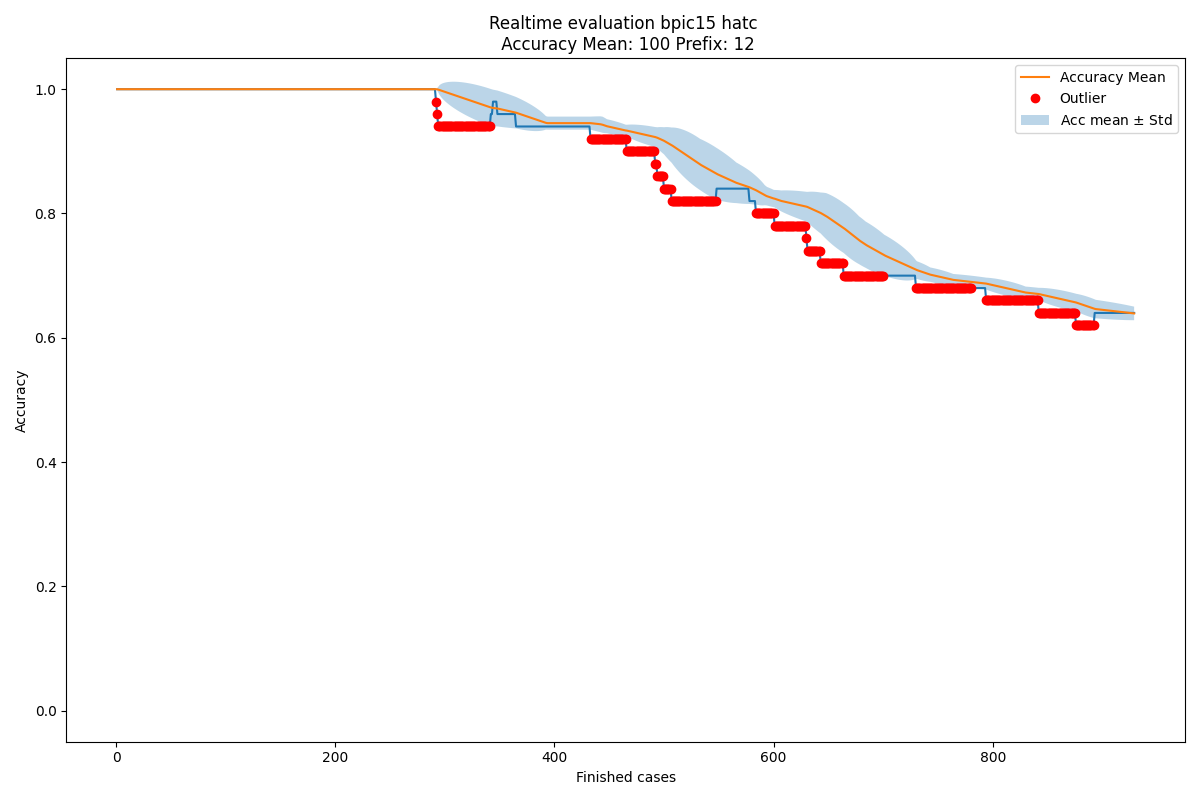 Realtime evaluation bpic15 hatc
Accuracy Mean: 100 Prefix: 12
Accuracy Mean
Outlier
Acc mean ± Std
1.0
0.8
0.6
0.4
0.2
0.0
Accuracy
0
200
400
600
800
Finished cases